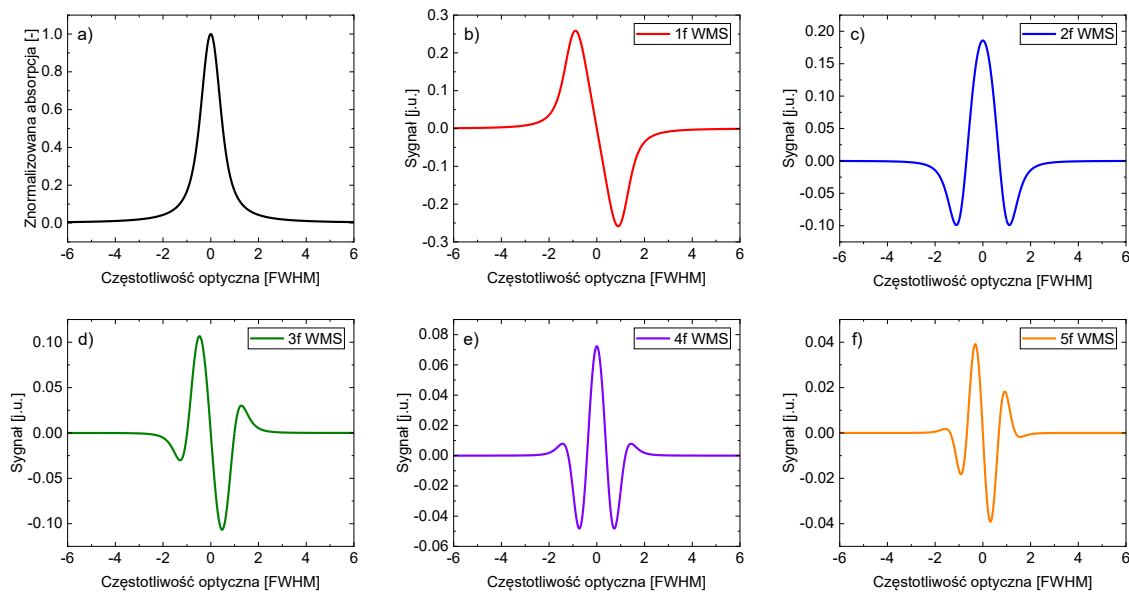 a)
Znormalizowana absorpcja [-]
1.0
0.8
0.6
0.4
0.2
0.0
-6 -4 -2 0 2 4 6
Częstotliwość optyczna [FWHM]
b)
1f WMS
Sygnał [j.u.]
0.3
0.2
0.1
0.0
-0.1
-0.2
-0.3
-6 -4 -2 0 2 4 6
Częstotliwość optyczna [FWHM]
c)
2f WMS
Sygnał [j.u.]
0.20
0.15
0.10
0.05
0.00
-0.05
-0.10
-6 -4 -2 0 2 4 6
Częstotliwość optyczna [FWHM]
d)
3f WMS
Sygnał [j.u.]
0.10
0.05
0.00
-0.05
-0.10
-6 -4 -2 0 2 4 6
Częstotliwość optyczna [FWHM]
e)
4f WMS
Sygnał [j.u.]
0.08
0.06
0.04
0.02
0.00
-0.02
-0.04
-0.06
-6 -4 -2 0 2 4 6
Częstotliwość optyczna [FWHM]
f)
5f WMS
Sygnał [j.u.]
0.04
0.02
0.00
-0.02
-0.04
-6 -4 -2 0 2 4 6
Częstotliwość optyczna [FWHM]